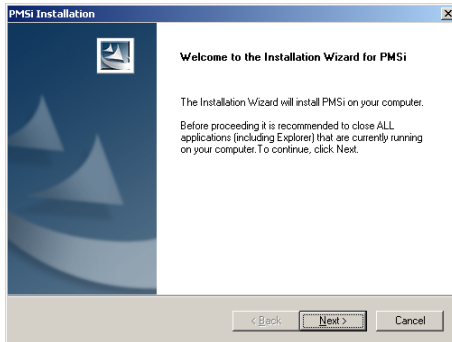 PMSi Installation
Welcome to the Installation Wizard for PMSi
The Installation Wizard will install PMSi on your computer.
Before proceeding it is recommended to close ALL
applications (including Explorer) that are currently running
on your computer.To continue, click Next.
< Back
Next >
Cancel